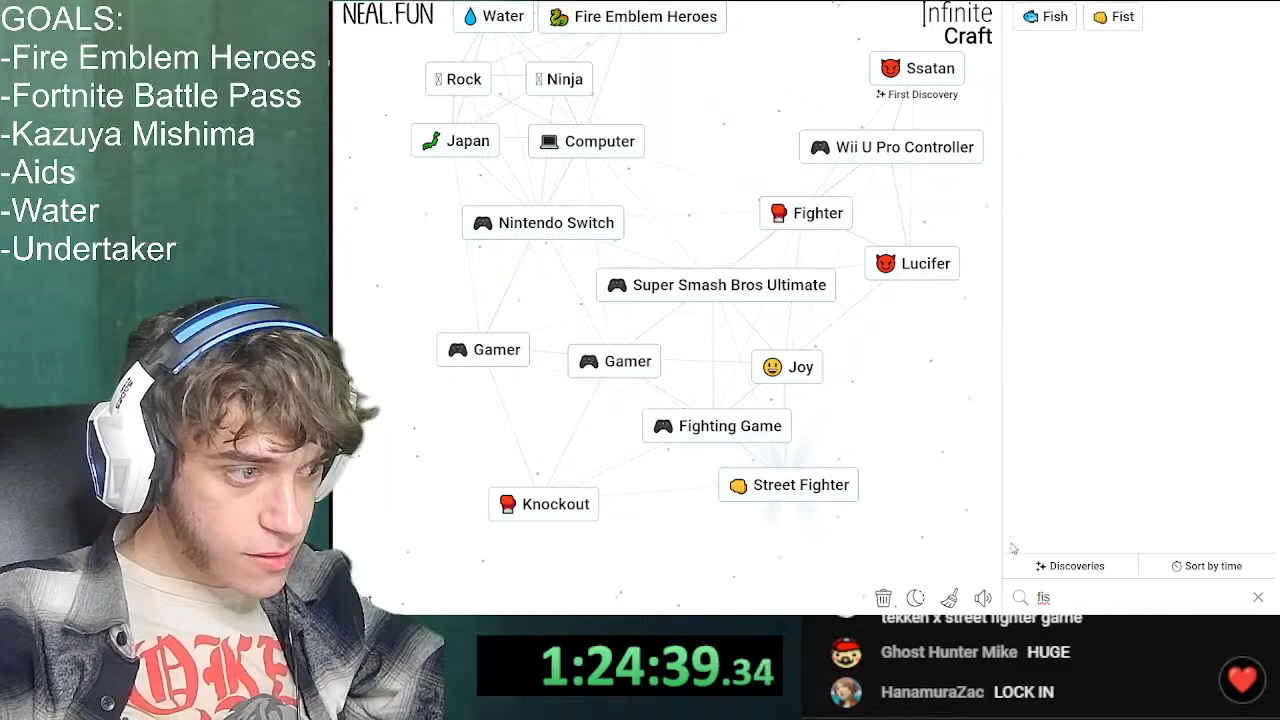 GOALS:
-Fire Emblem Heroes
-Fortnite Battle Pass
-Kazuya Mishima
-Aids
-Water
-Undertaker
NEAL.FUN
Water
Fire Emblem Heroes
Infinite
Craft
Fish
Fist
Rock
Ninja
Ssatan
First Discovery
Japan
Computer
Wii U Pro Controller
Nintendo Switch
Fighter
Lucifer
Super Smash Bros Ultimate
Gamer
Gamer
Joy
Fighting Game
Street Fighter
Knockout
Discoveries
Sort by time
fis
tekken x street fighter game
Ghost Hunter Mike HUGE
HanamuraZac LOCK IN
1:24:39.34